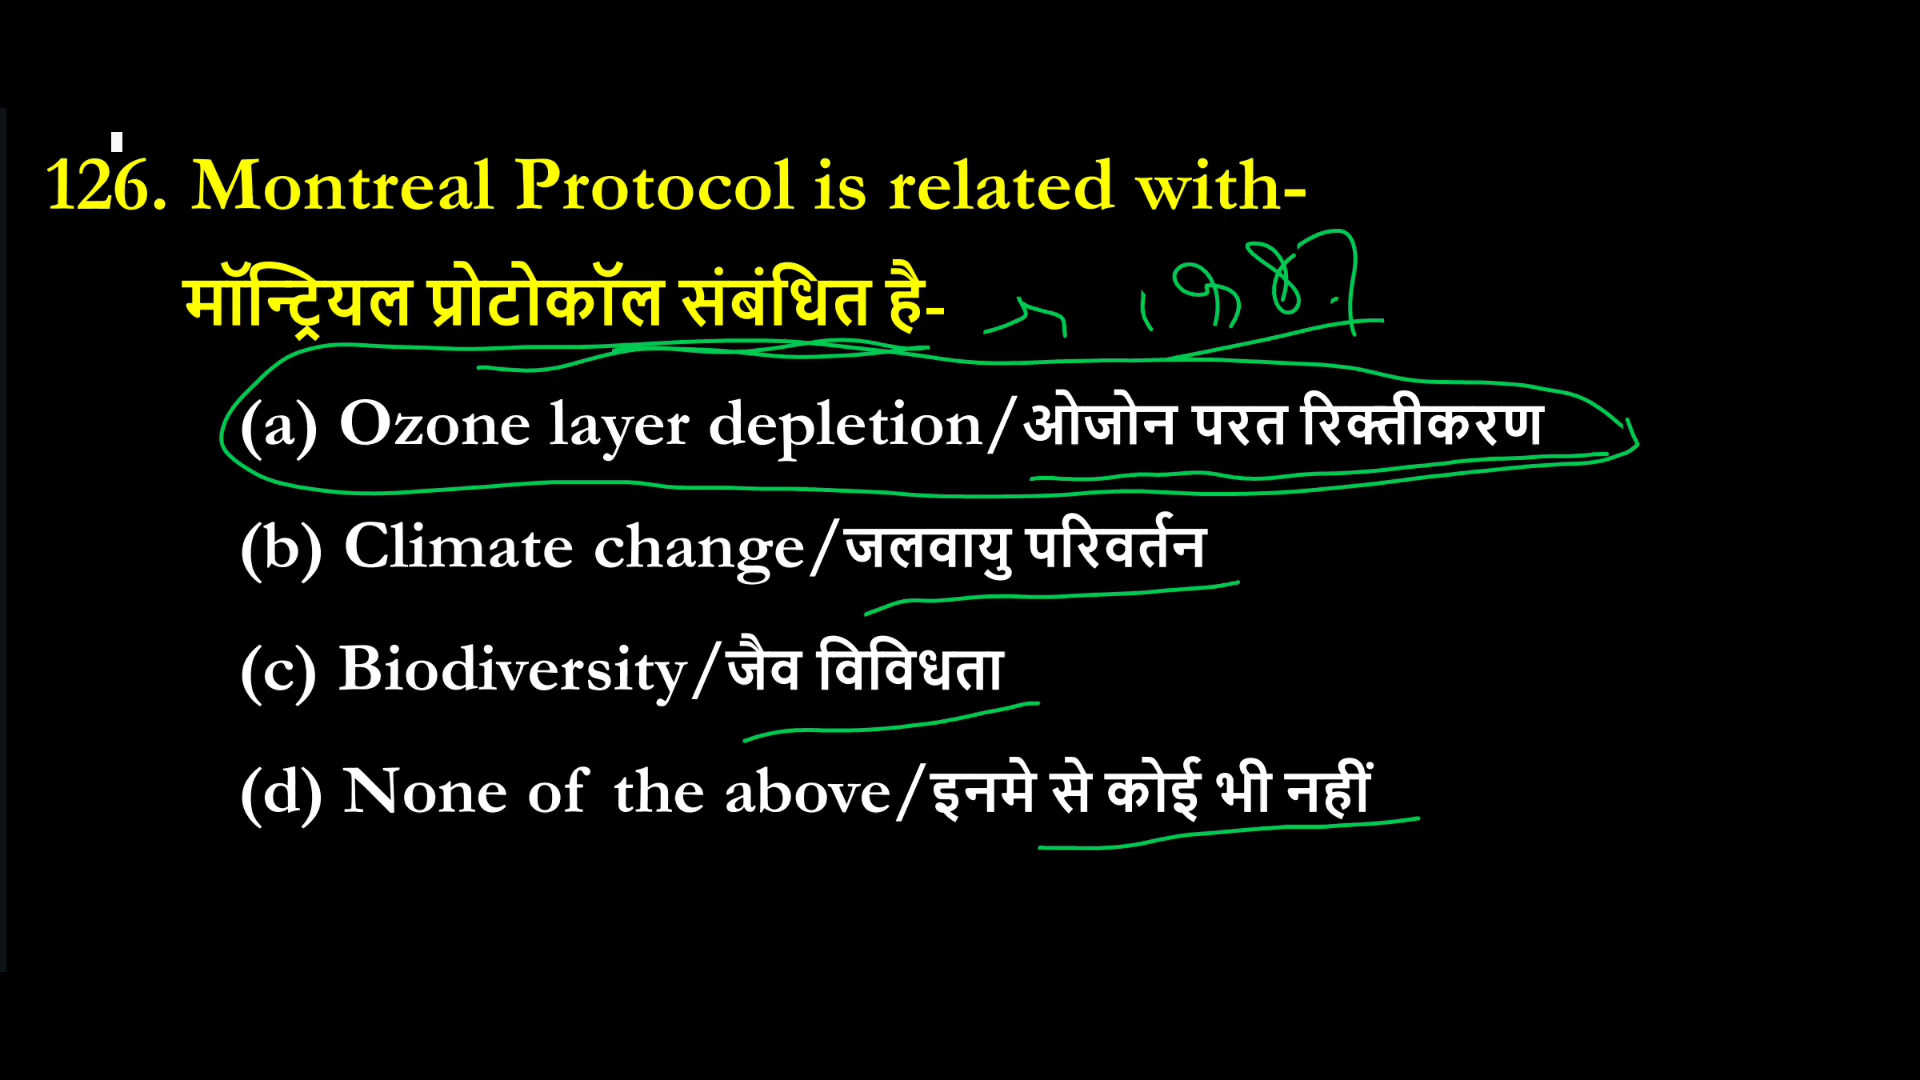 126. Montreal Protocol is related with-
मॉन्ट्रियल प्रोटोकॉल संबंधित है- 1987
(a) Ozone layer depletion/ओजोन परत रिक्तीकरण
(b) Climate change/जलवायु परिवर्तन
(c) Biodiversity/जैव विविधता
(d) None of the above/इनमे से कोई भी नहीं